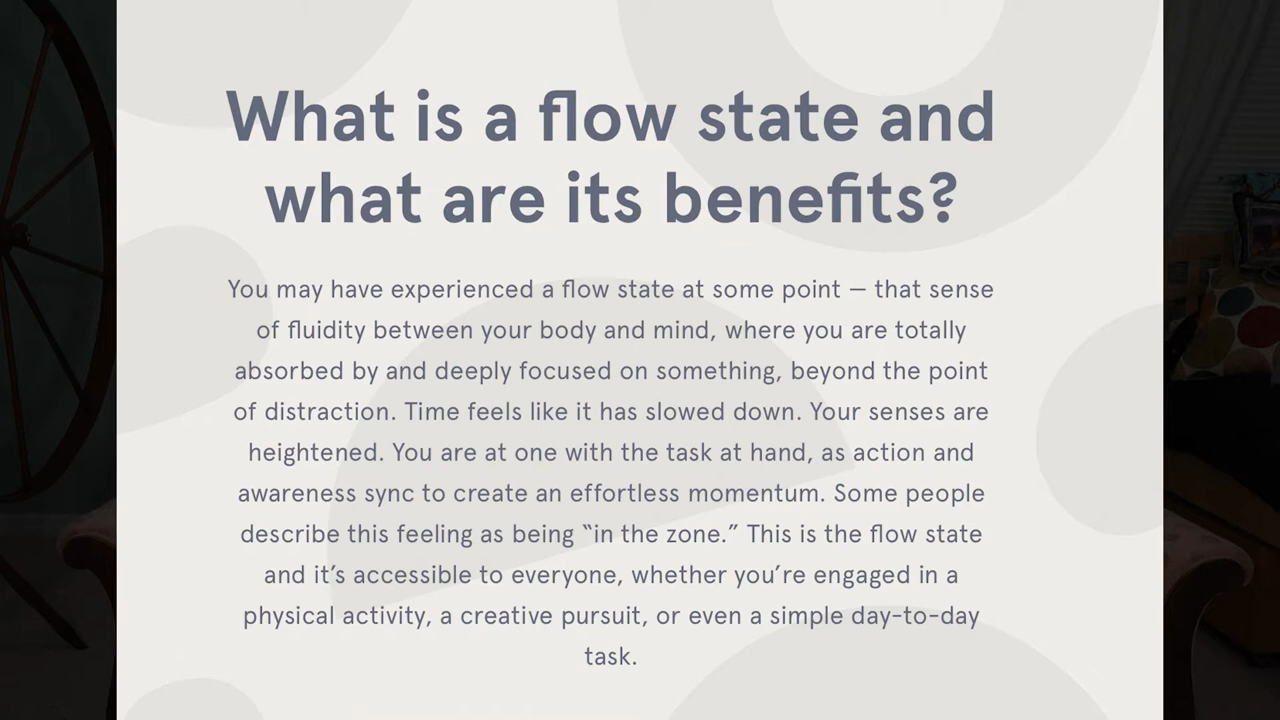 What is a flow state and
what are its benefits?
You may have experienced a flow state at some point — that sense
of fluidity between your body and mind, where you are totally
absorbed by and deeply focused on something, beyond the point
of distraction. Time feels like it has slowed down. Your senses are
heightened. You are at one with the task at hand, as action and
awareness sync to create an effortless momentum. Some people
describe this feeling as being “in the zone.” This is the flow state
and it’s accessible to everyone, whether you’re engaged in a
physical activity, a creative pursuit, or even a simple day-to-day
task.